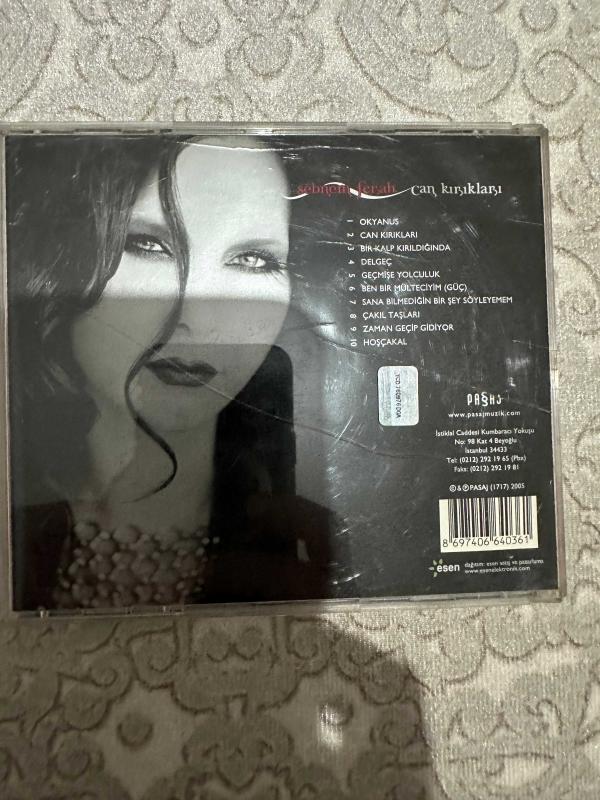 şebnem ferah can kırıkları
1 OKYANUS
2 CAN KIRIKLARI
3 BİR KALP KIRILDIĞINDA
4 DELGEÇ
5 GEÇMİŞE YOLCULUK
6 BEN BİR MÜLTECİYİM (GÜÇ)
7 SANA BİLMEDİĞİN BİR ŞEY SÖYLEYEMEM
8 ÇAKIL TAŞLARI
9 ZAMAN GEÇİP GİDİYOR
10 HOŞÇAKAL
PASAJ
www.pasajmuzik.com
İstiklal Caddesi Kumbaracı Yokuşu
No: 98 Kat 4 Beyoğlu
İstanbul 34433
Tel: (0212) 292 19 65 (Pbx)
Faks: (0212) 292 19 81
© & ℗ PASAJ (1717) 2005
8 697406 640361
esen
dağıtım: esen satış ve pazarlama
www.esenelektronik.com